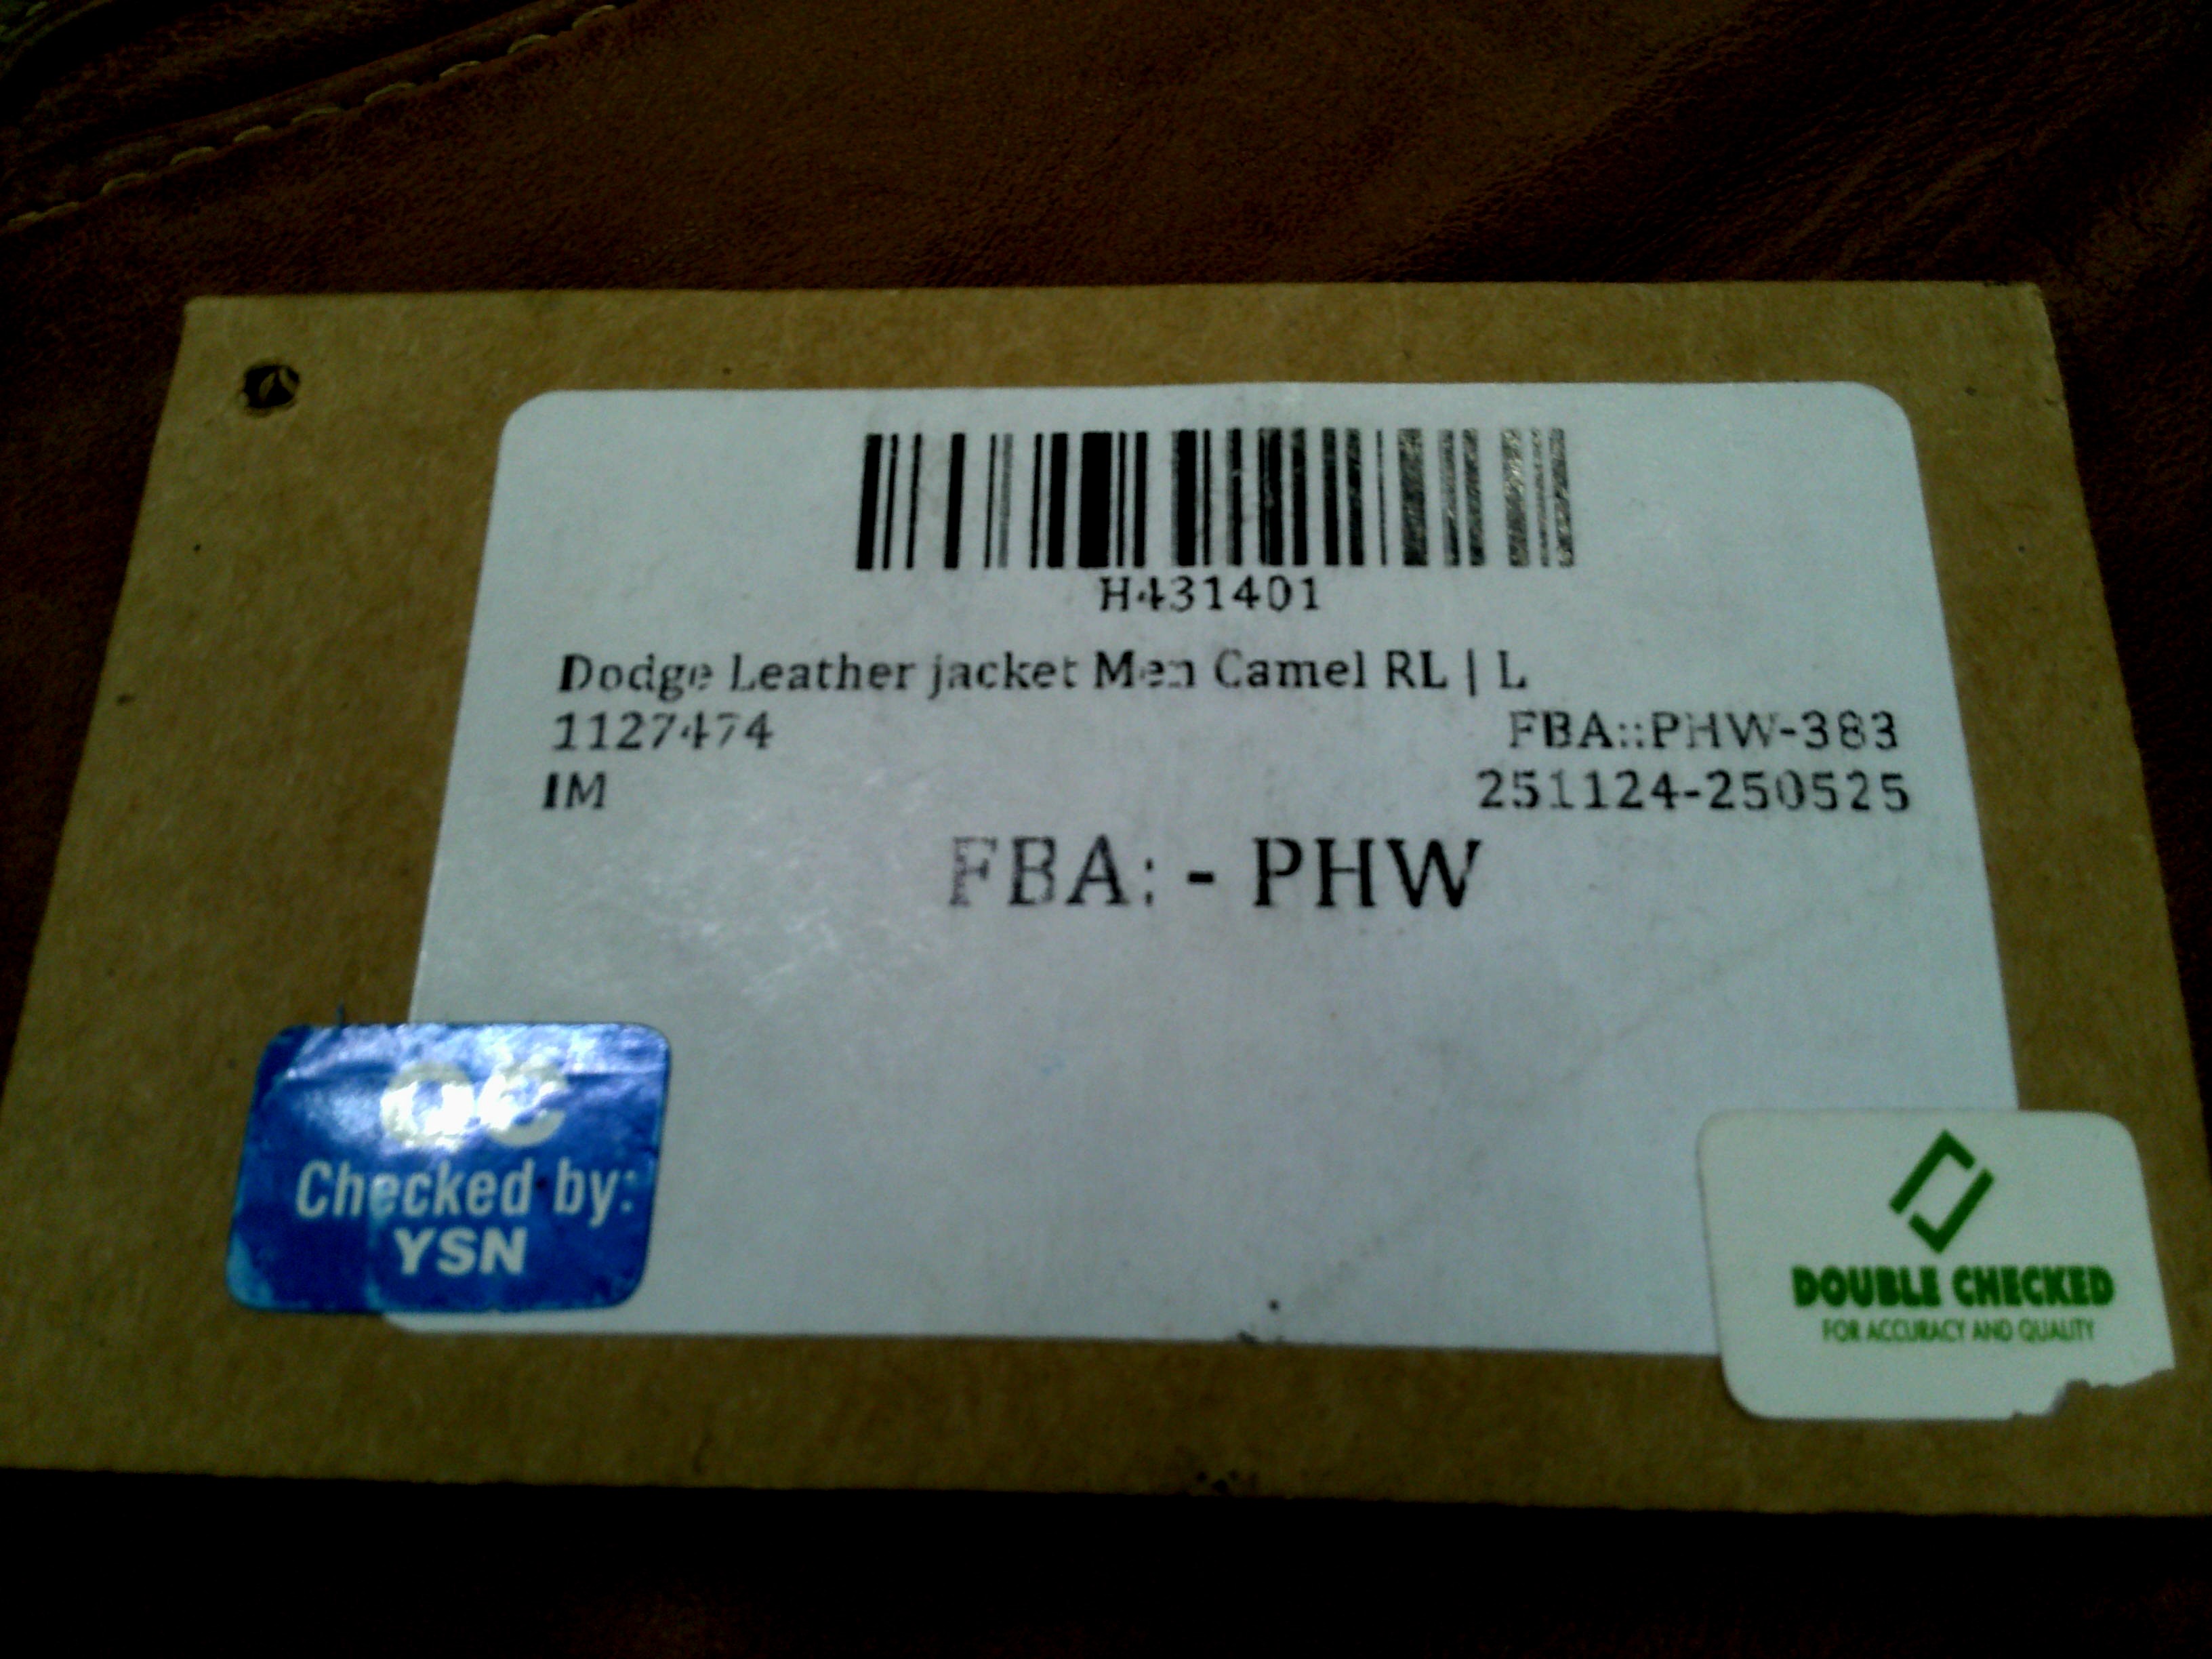 H431401
Dodge Leather jacket Men Camel RL | L
1127474
FBA::PHW-383
IM
251124-250525
FBA: - PHW
QC
Checked by:
YSN
DOUBLE CHECKED
FOR ACCURACY AND QUALITY